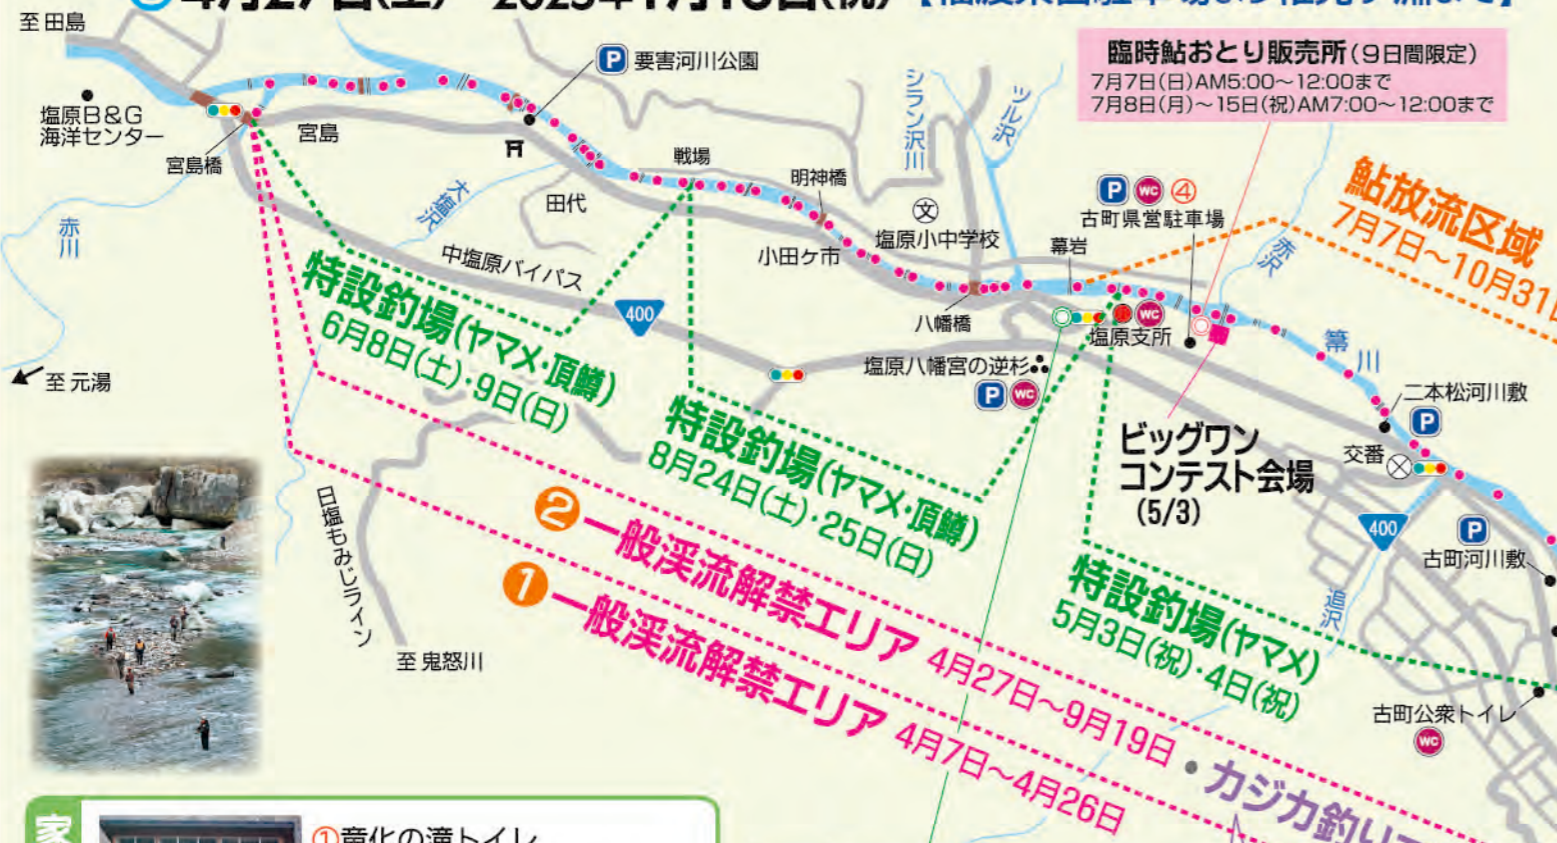 至田島
塩原B&G
海洋センター
宮島橋
宮島
赤川
至元湯
P 要害河川公園
大塩沢
田代
戦場
明神橋
小田ケ市
中塩原バイパス
400
シラン沢川
ツル沢
文
塩原小中学校
八幡橋
幕岩
臨時鮎おとり販売所(9日間限定)
7月7日(日)AM5:00〜12:00まで
7月8日(月)〜15日(祝)AM7:00〜12:00まで
P WC ④
古町県営駐車場
赤沢
鮎放流区域
7月7日〜10月31
塩原支所
WC
塩原八幡宮の逆杉
P WC
箒川
二本松河川敷
P
交番
400
P
古町河川敷
追沢
古町公衆トイレ
WC
ビッグワン
コンテスト会場
(5/3)
特設釣場(ヤマメ・頂鱒)
6月8日(土)・9日(日)
特設釣場(ヤマメ・頂鱒)
8月24日(土)・25日(日)
特設釣場(ヤマメ)
5月3日(祝)・4日(祝)
❷一般渓流解禁エリア 4月27日〜9月19日
❶一般渓流解禁エリア 4月7日〜4月26日
カジカ釣り
日塩もみじライン
至鬼怒川
家
①竜化の滝トイレ